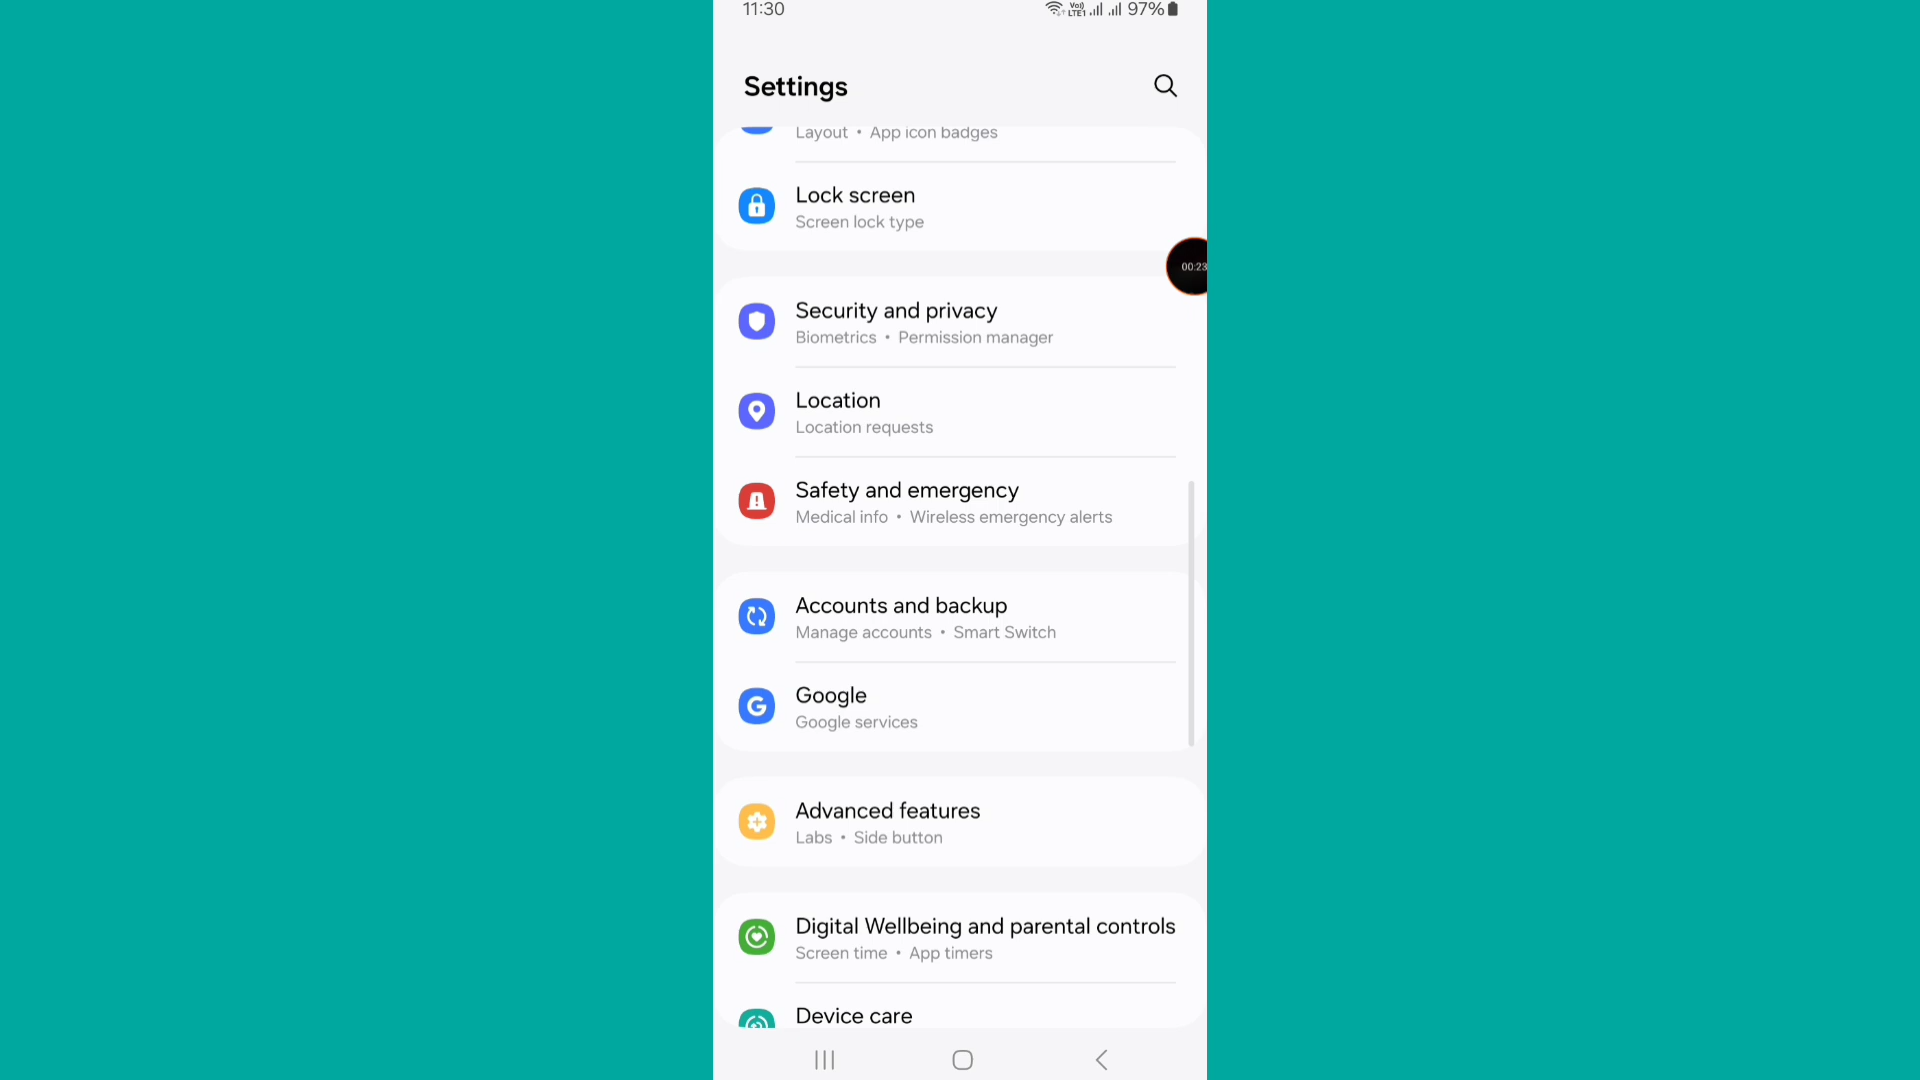 11:30
Vo) LTE1 97%
Settings
Layout • App icon badges
Lock screen
Screen lock type
00:23
Security and privacy
Biometrics • Permission manager
Location
Location requests
Safety and emergency
Medical info • Wireless emergency alerts
Accounts and backup
Manage accounts • Smart Switch
Google
Google services
Advanced features
Labs • Side button
Digital Wellbeing and parental controls
Screen time • App timers
Device care